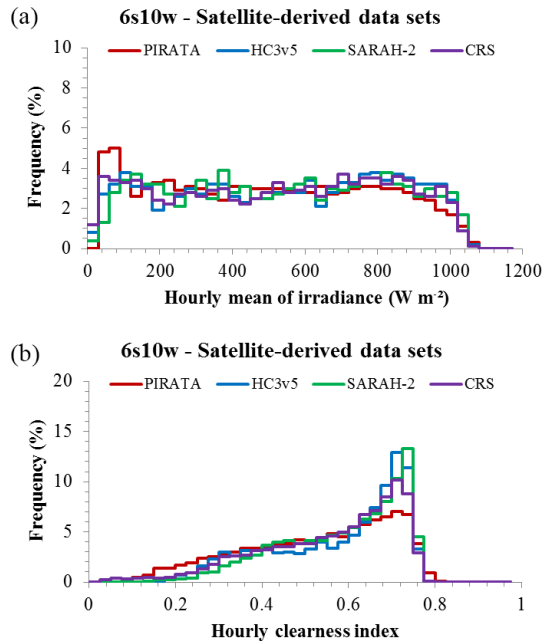 (a)
6s10w - Satellite-derived data sets
PIRATA HC3v5 SARAH-2 CRS
Frequency (%)
10
8
6
4
2
0
0 200 400 600 800 1000 1200
Hourly mean of irradiance (W m⁻²)
(b)
6s10w - Satellite-derived data sets
PIRATA HC3v5 SARAH-2 CRS
Frequency (%)
20
15
10
5
0
0 0.2 0.4 0.6 0.8 1
Hourly clearness index